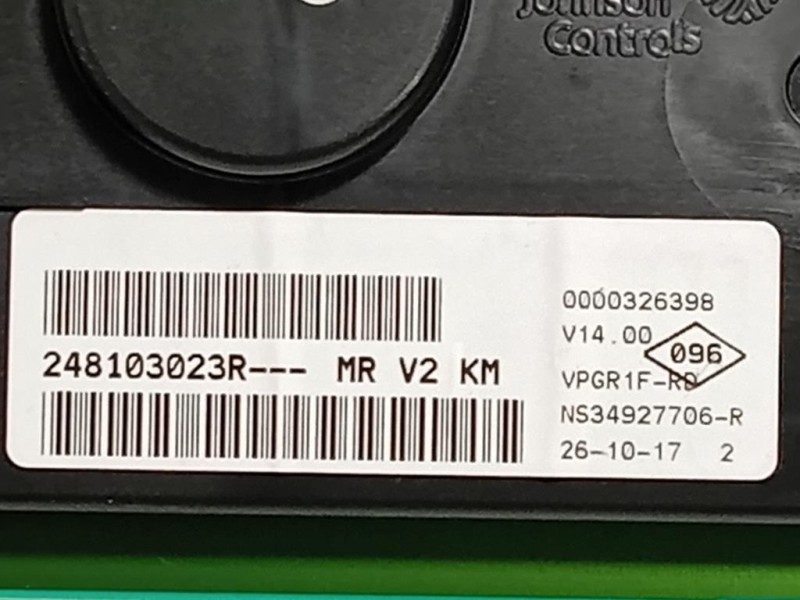 Johnson
Controls
248103023R--- MR V2 KM
0000326398
V14.00
096
VPGR1F-RD
NS34927706-R
26-10-17 2